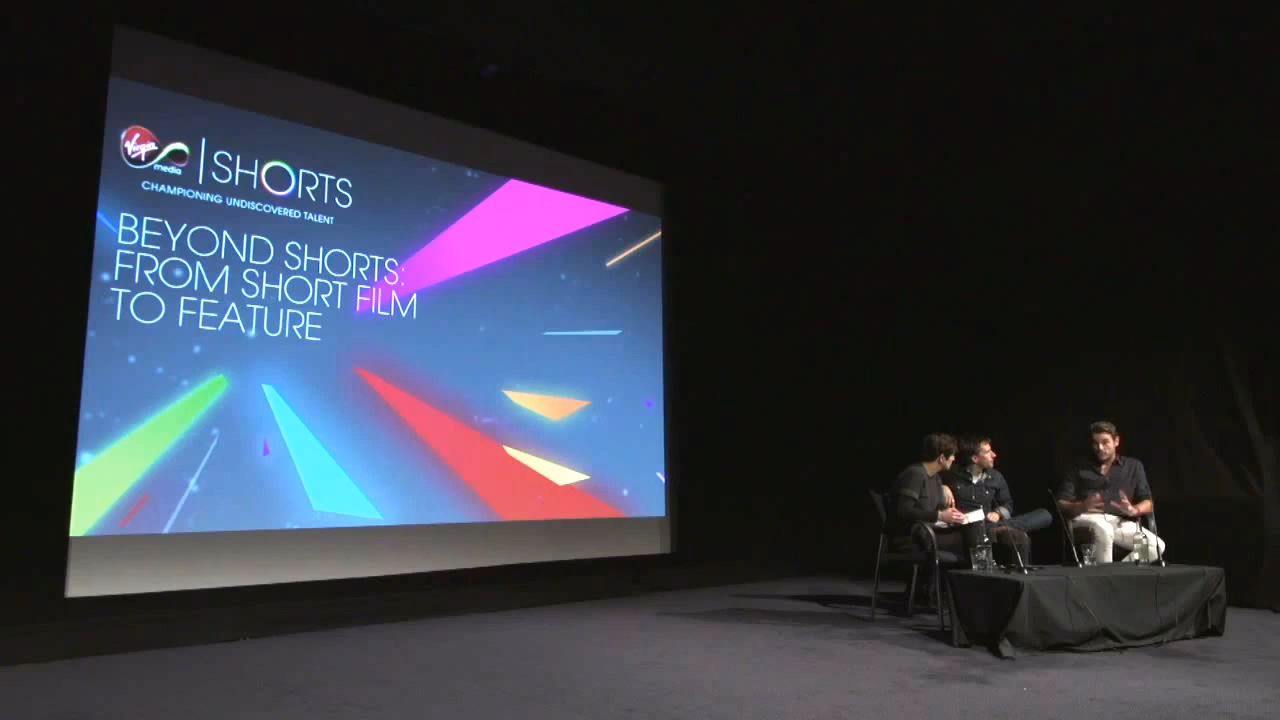 Virgin
media
SHORTS
CHAMPIONING UNDISCOVERED TALENT
BEYOND SHORTS:
FROM SHORT FILM
TO FEATURE